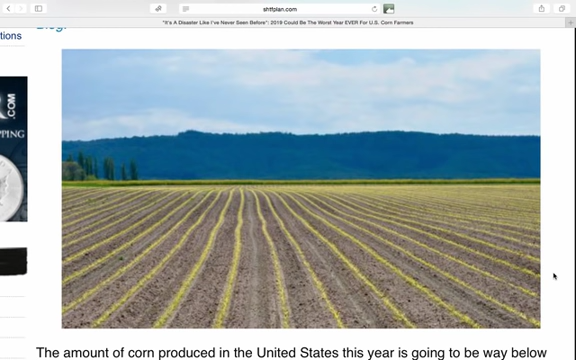 shtfplan.com
"It's A Disaster Like I've Never Seen Before": 2019 Could Be The Worst Year EVER For U.S. Corn Farmers
Blog:
tions
.COM
PPING
The amount of corn produced in the United States this year is going to be way below